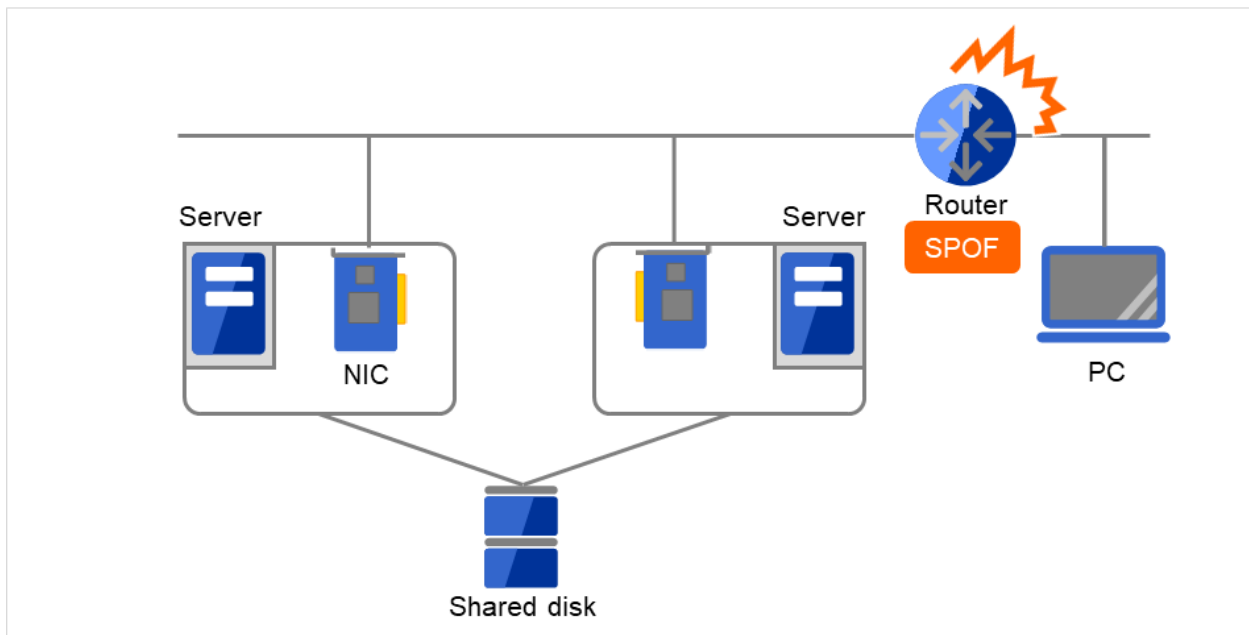 Server
Server
Router
SPOF
NIC
PC
Shared disk